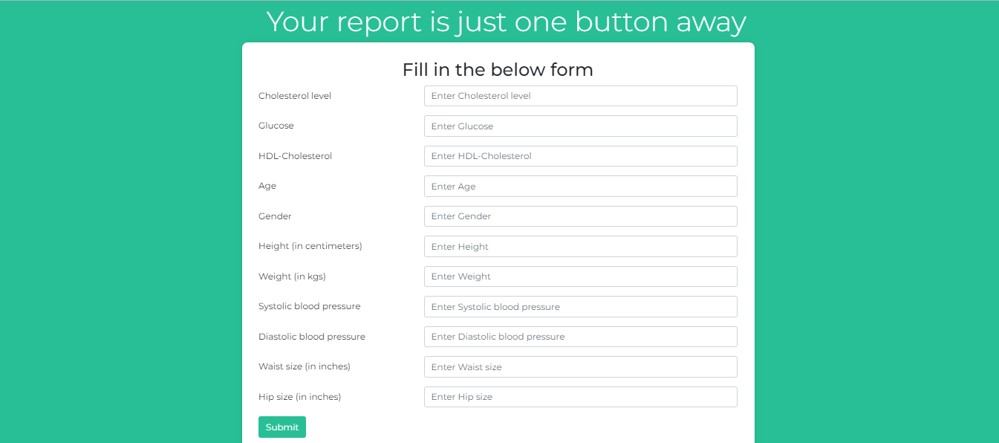 Your report is just one button away
Fill in the below form
Cholesterol level Enter Cholesterol level
Glucose Enter Glucose
HDL-Cholesterol Enter HDL-Cholesterol
Age Enter Age
Gender Enter Gender
Height (in centimeters) Enter Height
Weight (in kgs) Enter Weight
Systolic blood pressure Enter Systolic blood pressure
Diastolic blood pressure Enter Diastolic blood pressure
Waist size (in inches) Enter Waist size
Hip size (in inches) Enter Hip size
Submit